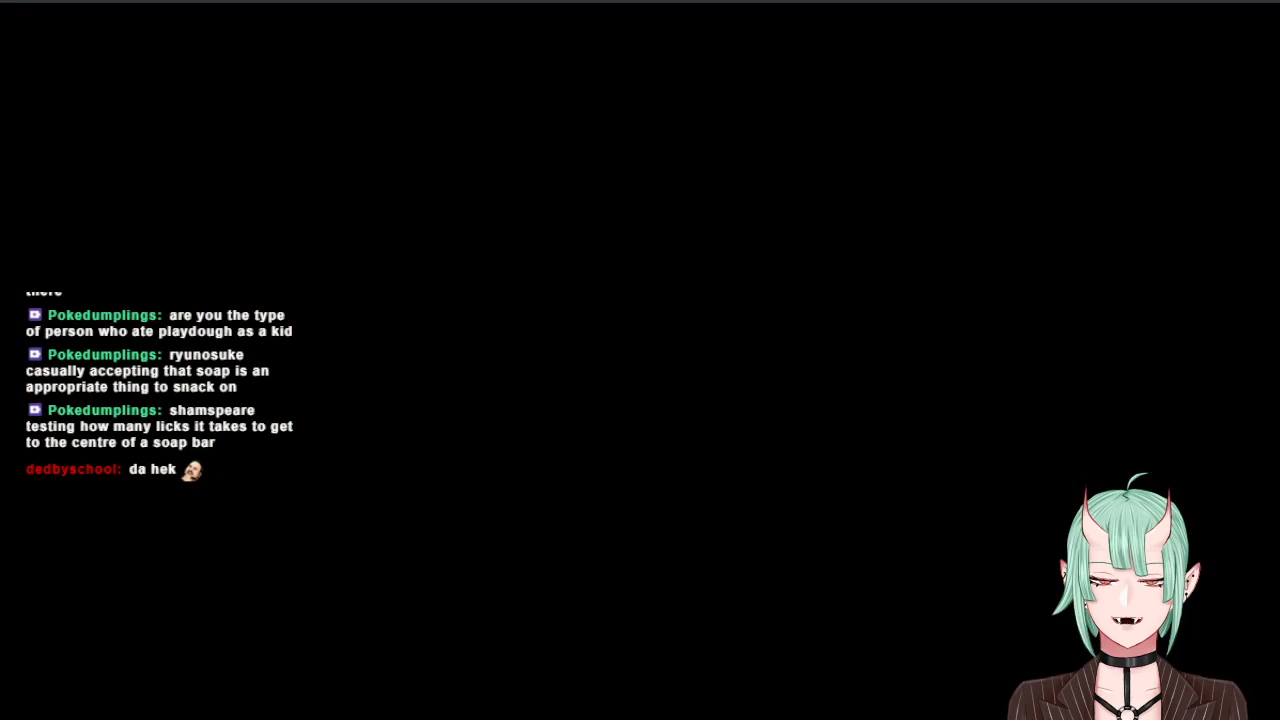 there
Pokedumplings: are you the type
of person who ate playdough as a kid
Pokedumplings: ryunosuke
casually accepting that soap is an
appropriate thing to snack on
Pokedumplings: shamspeare
testing how many licks it takes to get
to the centre of a soap bar
dedbyschool: da hek